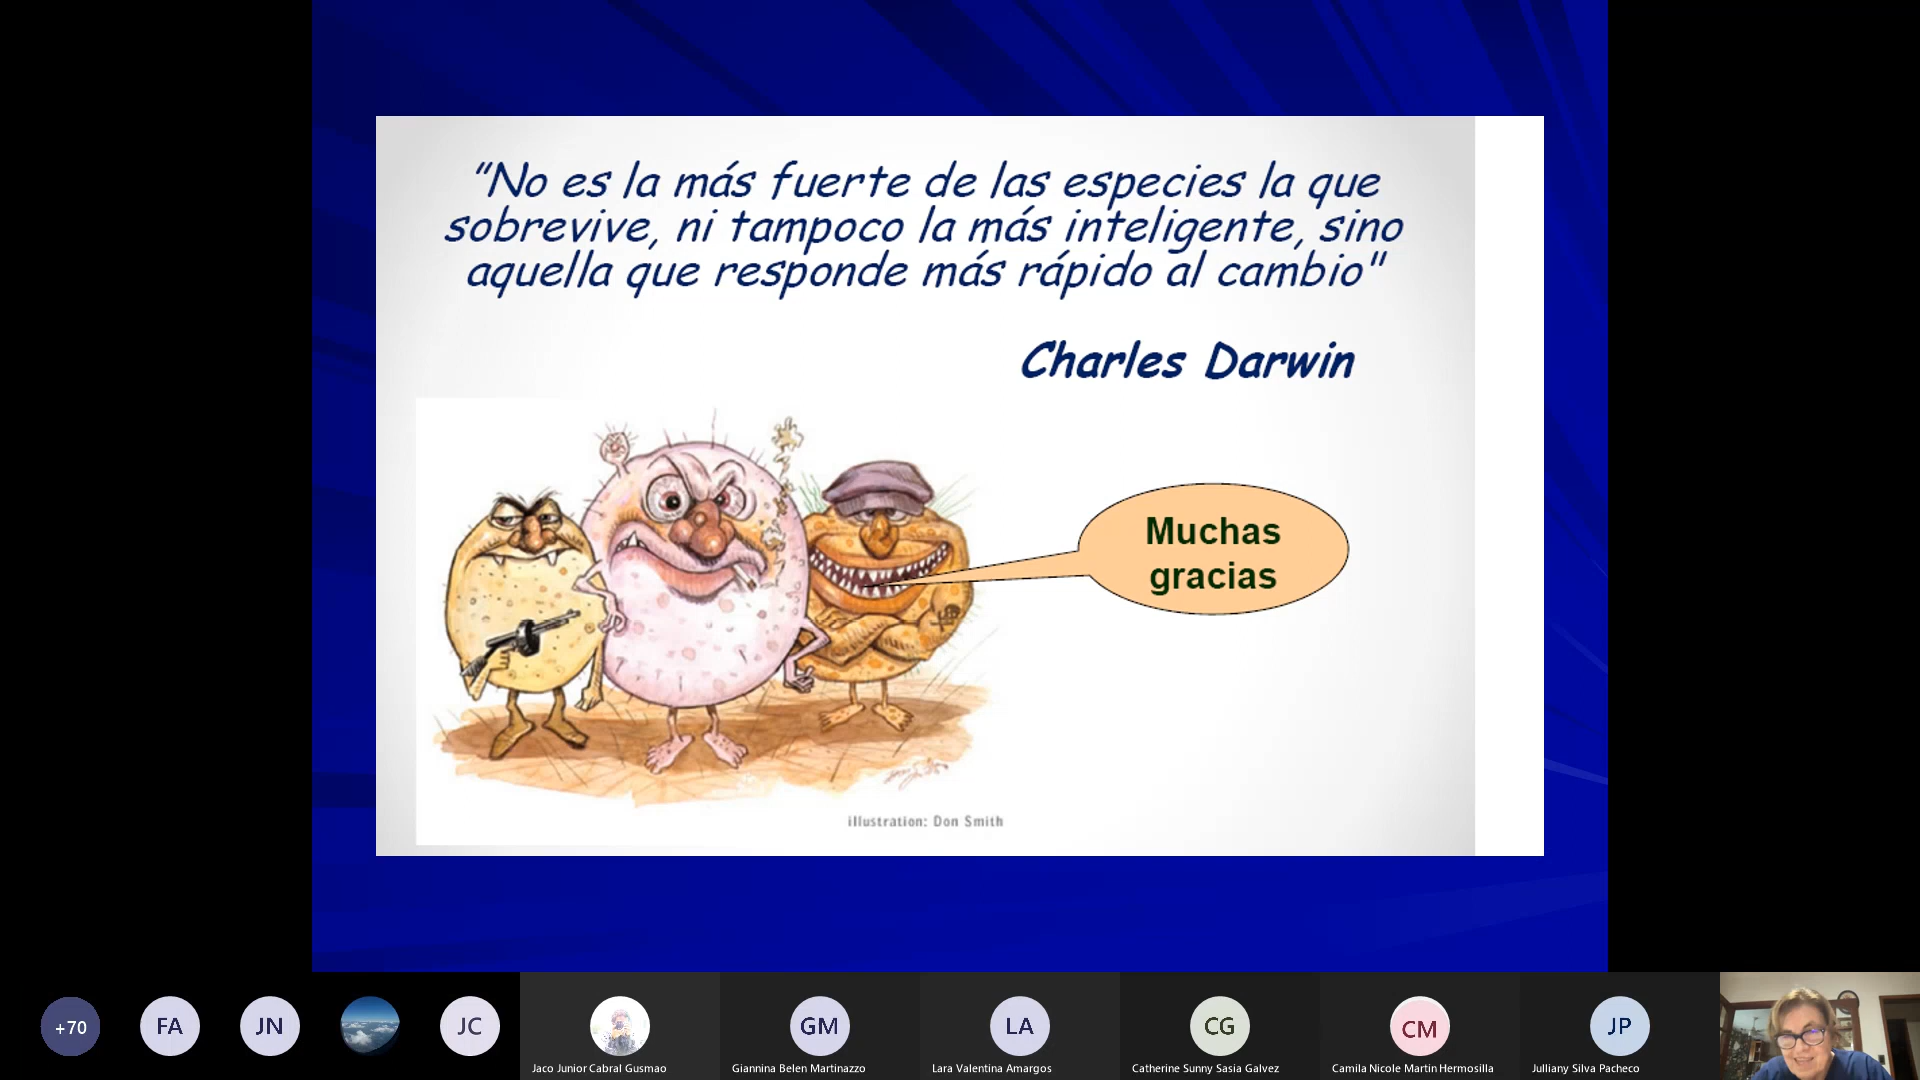 “No es la más fuerte de las especies la que
sobrevive, ni tampoco la más inteligente, sino
aquella que responde más rápido al cambio"
Charles Darwin
Muchas
gracias
illustration: Don Smith
+70
FA
JN
JC
GM
LA
CG
CM
JP
Jaco Junior Cabral Gusmao
Giannina Belen Martinazzo
Lara Valentina Amargos
Catherine Sunny Sasia Galvez
Camila Nicole Martin Hermosilla
Julliany Silva Pacheco